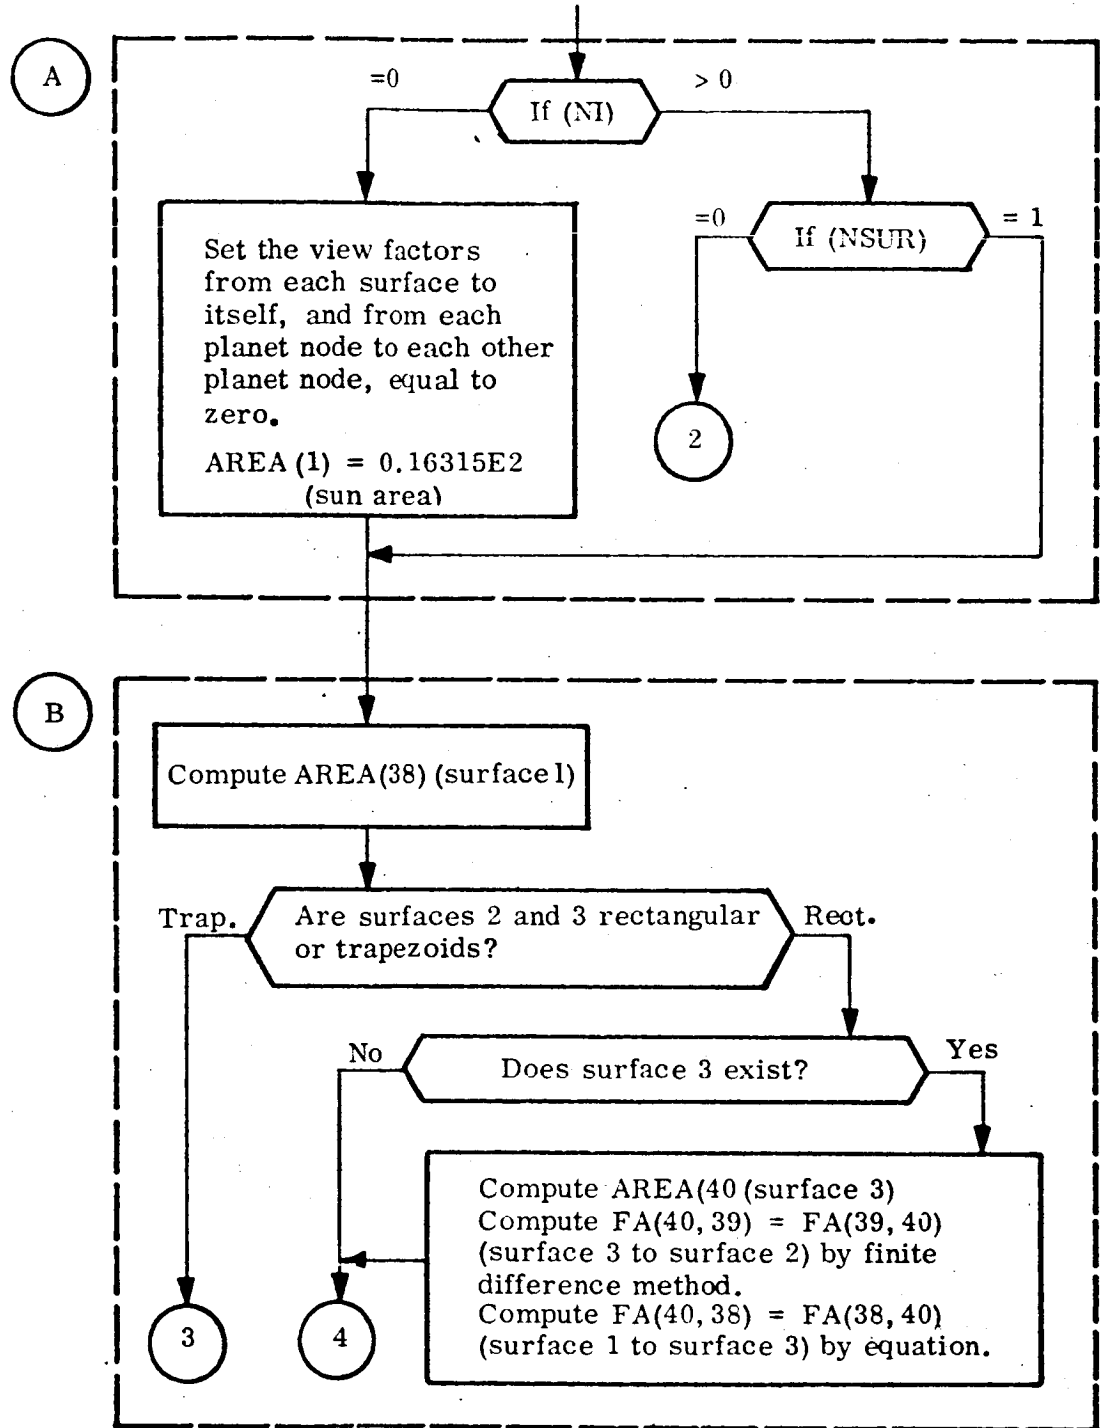 A
=0
> 0
If (NI)
=0
= 1
If (NSUR)
Set the view factors
from each surface to
itself, and from each
planet node to each other
planet node, equal to
zero.
AREA (1) = 0.16315E2
(sun area)
2
B
Compute AREA(38) (surface 1)
Trap.
Are surfaces 2 and 3 rectangular
or trapezoids?
Rect.
No
Does surface 3 exist?
Yes
Compute AREA(40 (surface 3)
Compute FA(40, 39) = FA(39, 40)
(surface 3 to surface 2) by finite
difference method.
Compute FA(40, 38) = FA(38, 40)
(surface 1 to surface 3) by equation.
3
4